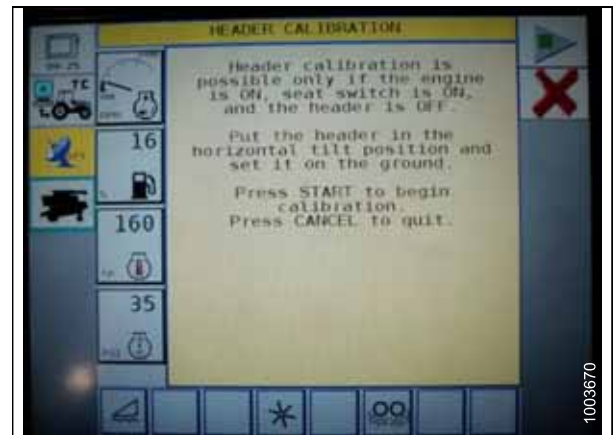 HEADER CALIBRATION
Header calibration is
possible only if the engine
is ON, seat switch is ON,
and the header is OFF.
Put the header in the
horizontal tilt position and
set it on the ground.
Press START to begin
calibration.
Press CANCEL to quit.
TC
16
160
35
1003670